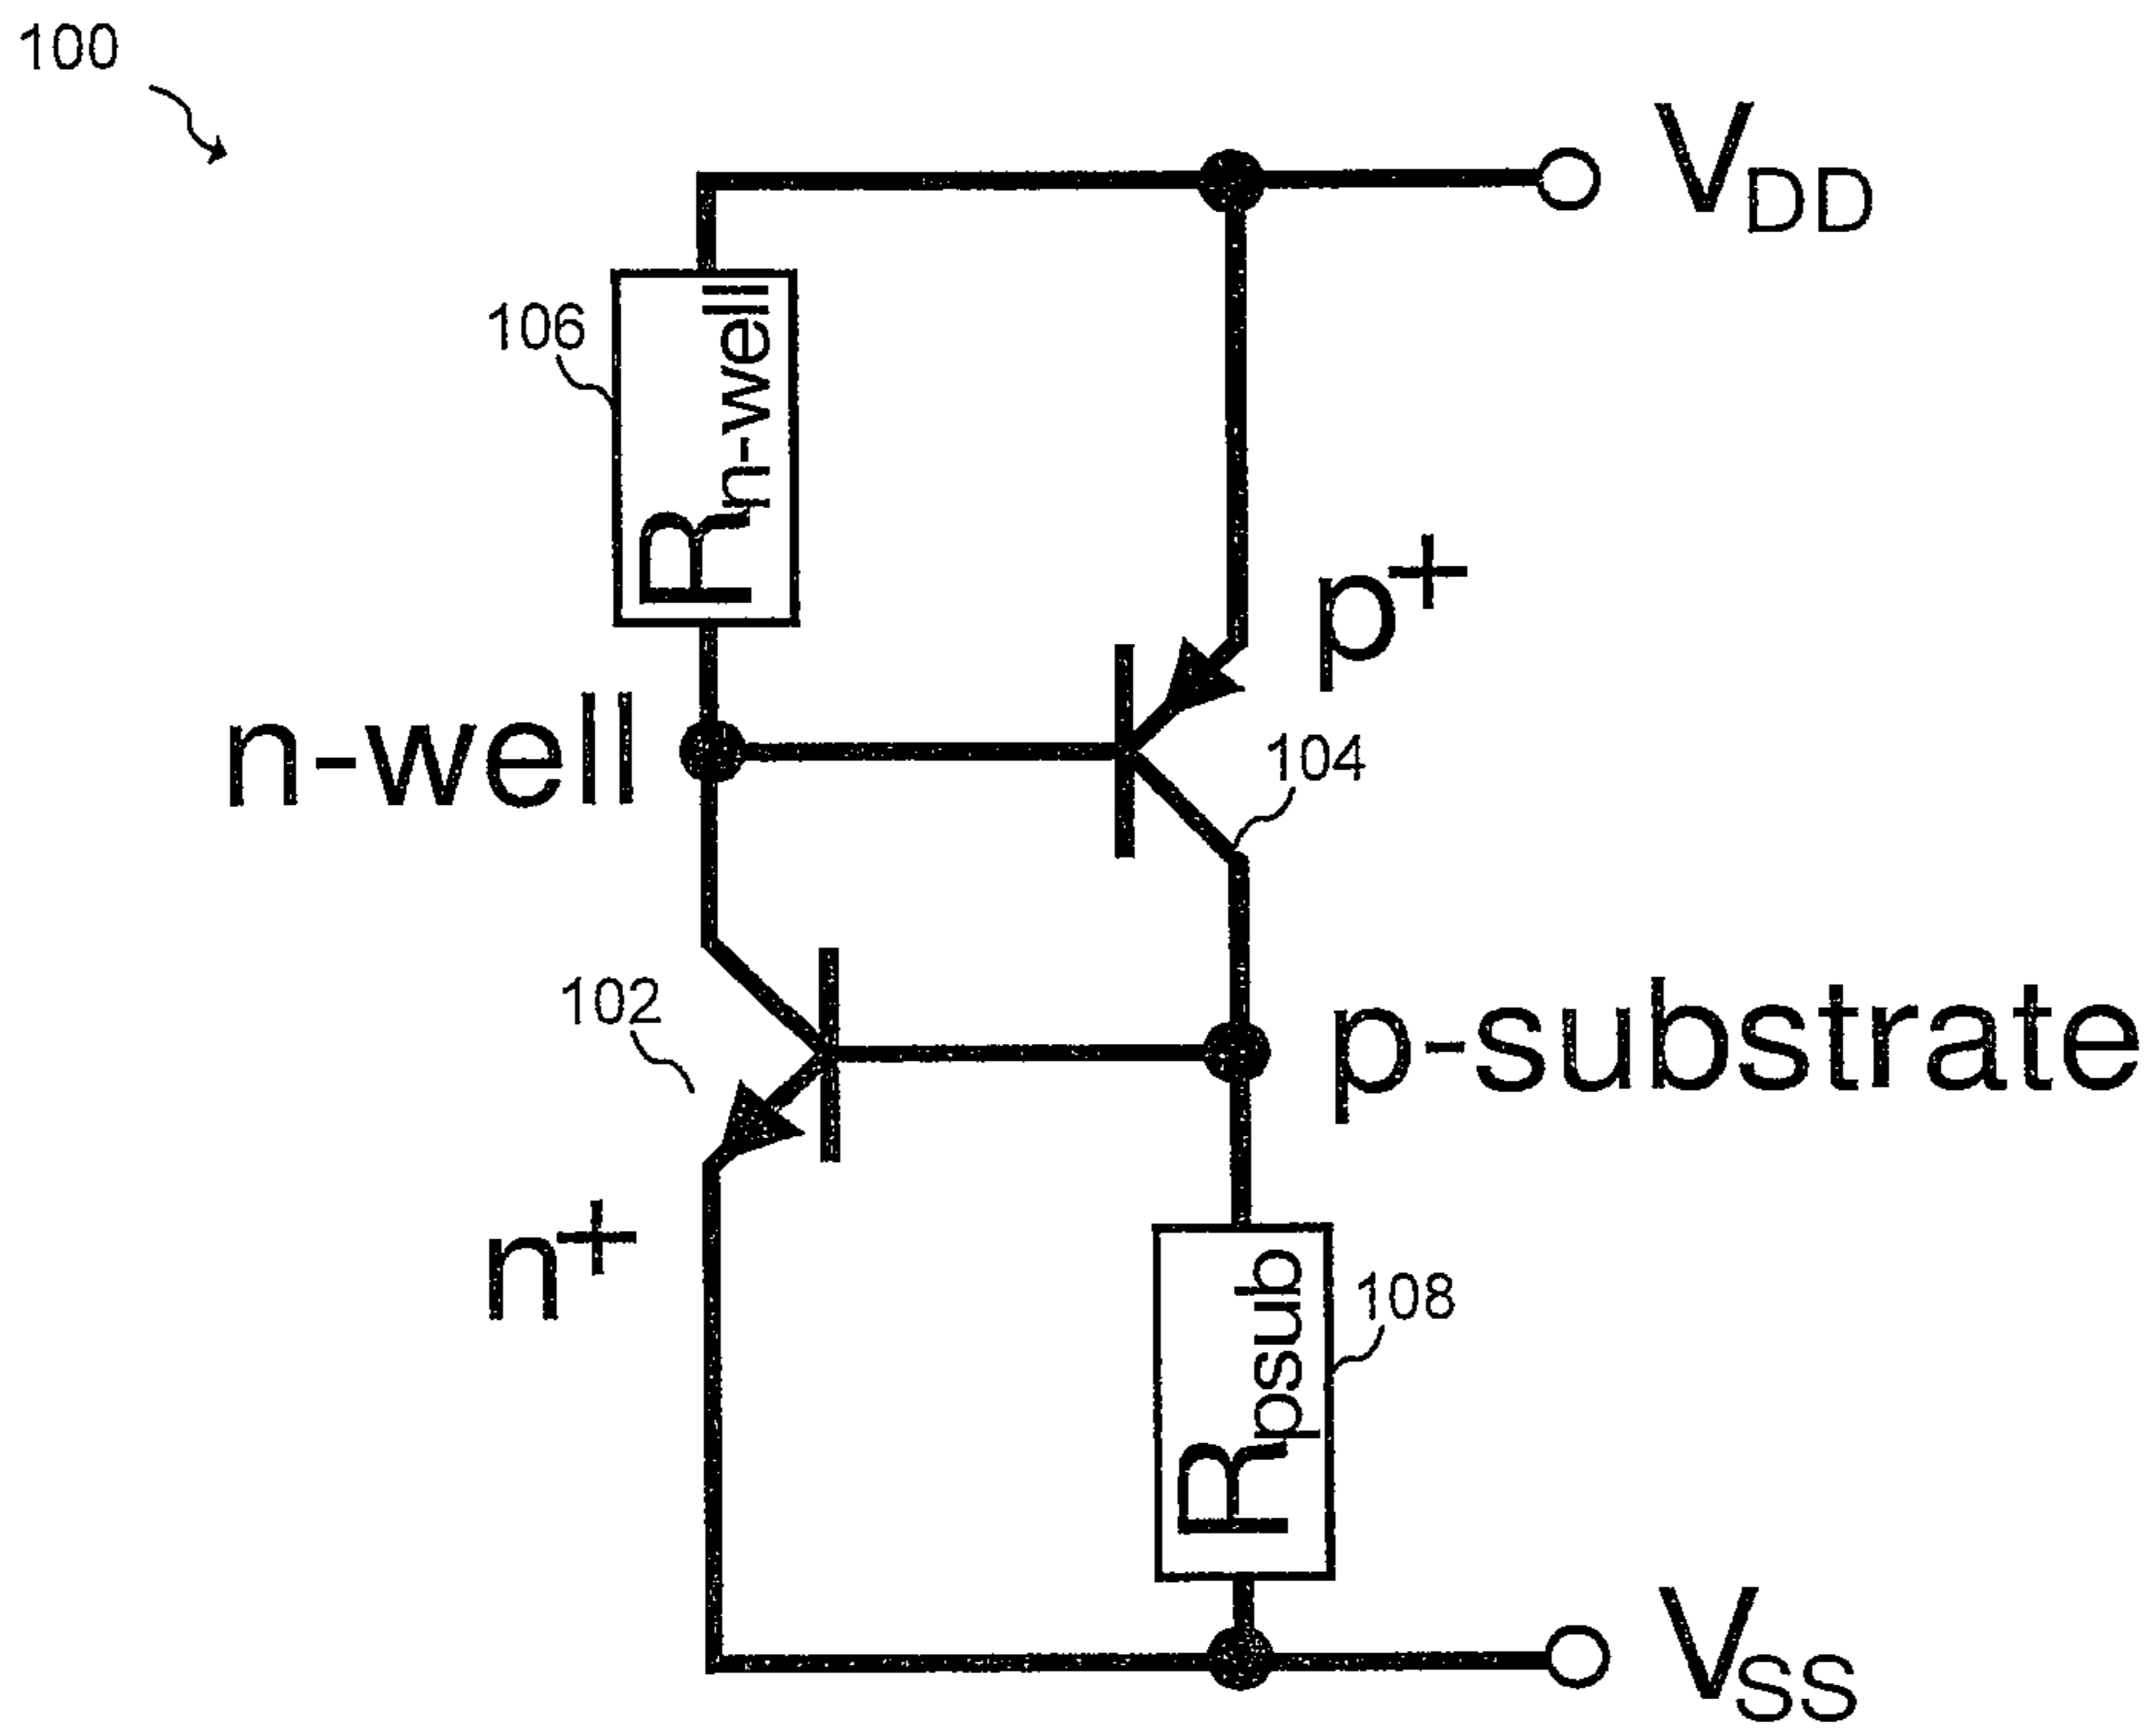 100
V_DD
106
R_n-well
p+
n-well
104
102
p-substrate
n+
R_psub
108
V_SS